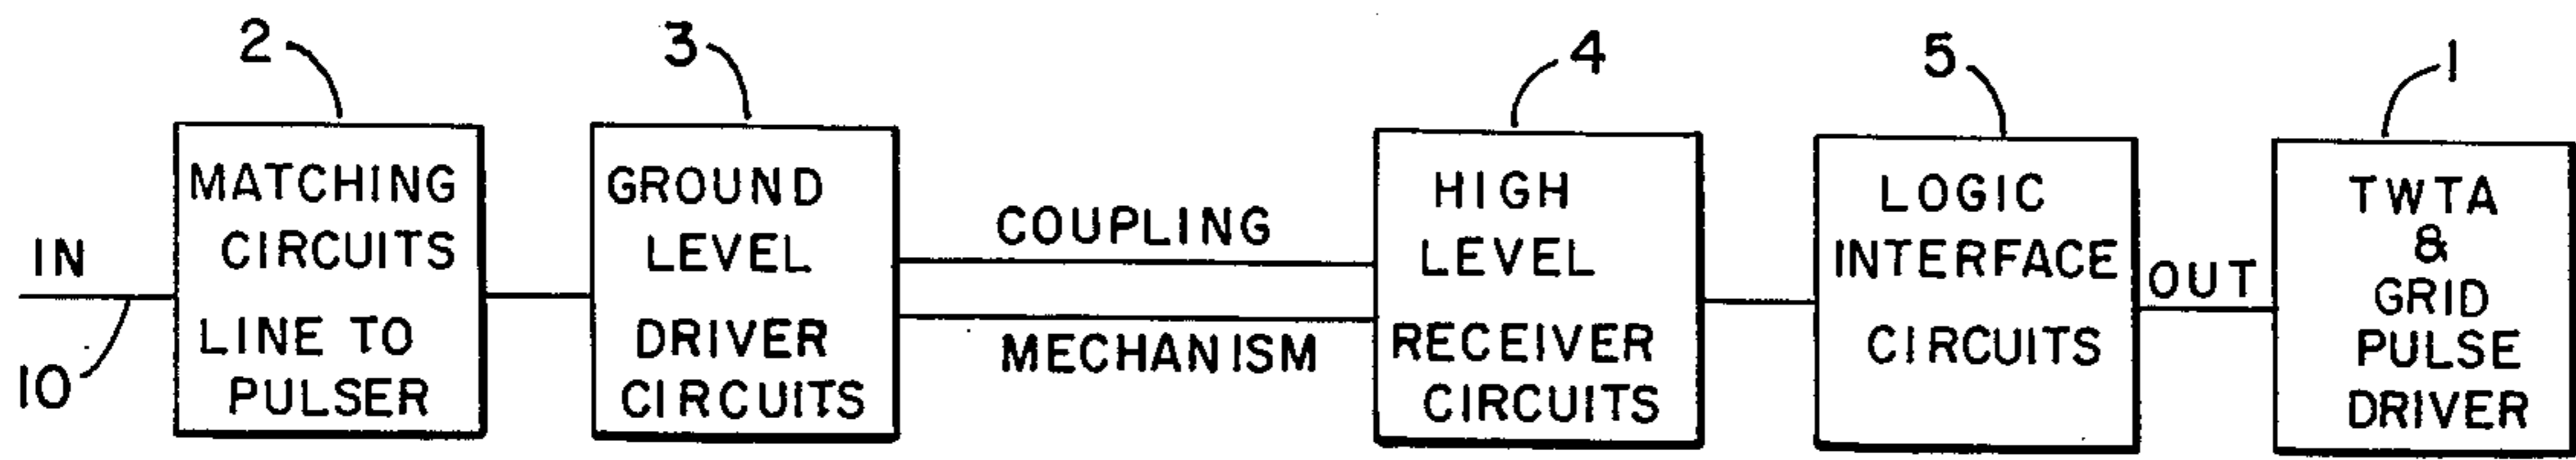 2
3
4
5
1
IN
10
MATCHING
CIRCUITS
LINE TO
PULSER
GROUND
LEVEL
DRIVER
CIRCUITS
COUPLING
MECHANISM
HIGH
LEVEL
RECEIVER
CIRCUITS
LOGIC
INTERFACE
CIRCUITS
OUT
TWTA
&
GRID
PULSE
DRIVER